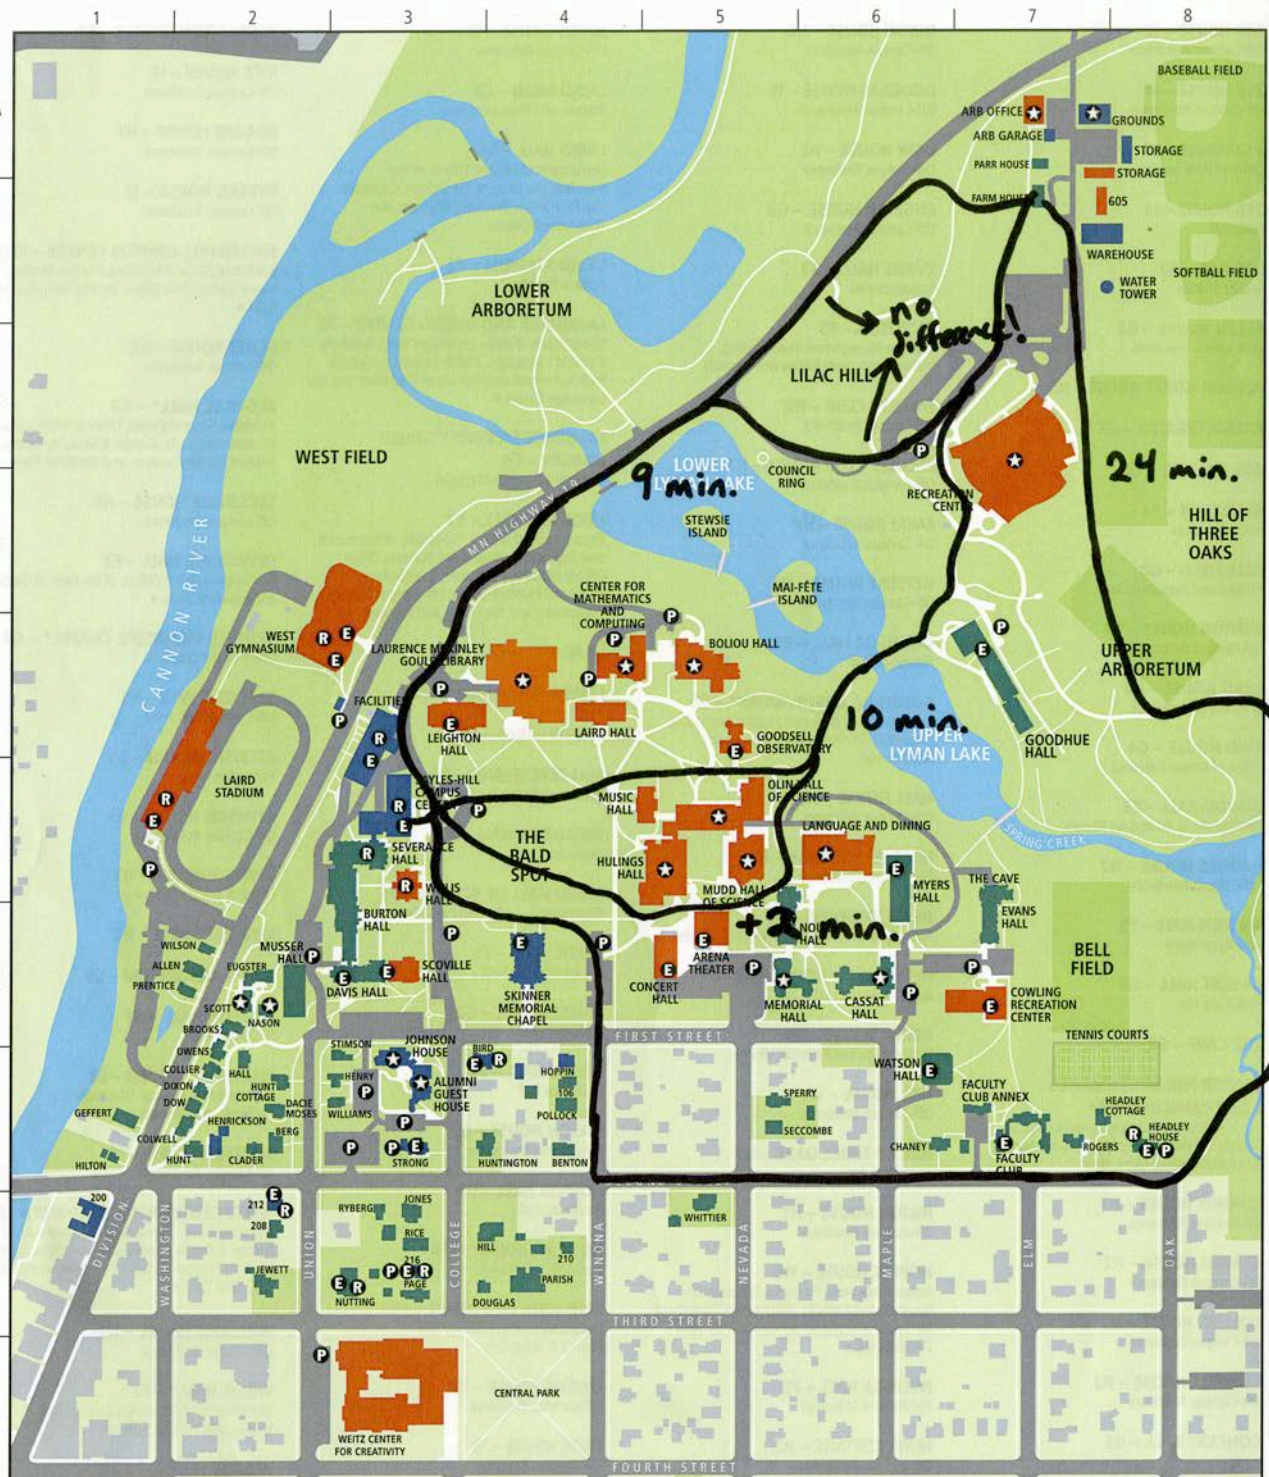 1 2 3 4 5 6 7 8
BASEBALL FIELD
ARB OFFICE
GROUNDS
ARB GARAGE
STORAGE
PARR HOUSE
STORAGE
FARM HOUSE
605
WAREHOUSE
SOFTBALL FIELD
WATER
TOWER
LOWER
ARBORETUM
no
difference!
LILAC HILL
WEST FIELD
LOWER
LYMAN LAKE
9 min.
COUNCIL
RING
24 min.
RECREATION
CENTER
MN HIGHWAY 19
STEWSIE
ISLAND
HILL OF
THREE
OAKS
CANNON RIVER
CENTER FOR
MATHEMATICS
AND
COMPUTING
MAI-FÊTE
ISLAND
P
P
P
WEST
GYMNASIUM
R E
E
LAURENCE MCKINLEY
GOULD LIBRARY
BOLIOU HALL
E
UPPER
ARBORETUM
P
P
FACILITIES
P
E
LEIGHTON
HALL
LAIRD HALL
10 min.
UPPER
LYMAN LAKE
GOODSELL
OBSERVATORY
E
GOODHUE
HALL
R
E
LAIRD
STADIUM
R
E
SAYLES-HILL
CAMPUS
CENTER
R
E
P
MUSIC
HALL
OLIN HALL
OF SCIENCE
LANGUAGE AND DINING
SPRING CREEK
THE
BALD
SPOT
SEVERANCE
HALL
R
HULINGS
HALL
MUDD HALL
OF SCIENCE
E
MYERS
HALL
THE CAVE
P
R
WILLIS
HALL
BURTON
HALL
EVANS
HALL
+2 min.
NOURSE
HALL
WILSON
ALLEN
PRENTICE
MUSSER
HALL
P
P
E
P
E
ARENA
THEATER
BELL
FIELD
EUGSTER
E E
DAVIS HALL
SCOVILLE
HALL
SKINNER
MEMORIAL
CHAPEL
E
CONCERT
HALL
P
MEMORIAL
HALL
E
CASSAT
HALL
P
P
E
COWLING
RECREATION
CENTER
SCOTT
NASON
BROOKS
FIRST STREET
TENNIS COURTS
OWENS
COLLIER
HALL
STIMSON
JOHNSON
HOUSE
BIRD
E R
HOPPIN
106
WATSON
HALL
E
DIXON
DOW
HUNT
COTTAGE
HENRY
P
ALUMNI
GUEST
HOUSE
POLLOCK
SPERRY
FACULTY
CLUB ANNEX
HEADLEY
COTTAGE
GEFFERT
DACIE
MOSES
WILLIAMS
SECCOMBE
HEADLEY
HOUSE
R
E P
COLWELL
HENRICKSON
BERG
P
P
P E
STRONG
CHANEY
E
FACULTY
CLUB
ROGERS
HILTON
HUNT
CLADER
HUNTINGTON
BENTON
200
212
E
R
208
RYBERG
JONES
RICE
HILL
210
WHITTIER
DIVISION
WASHINGTON
UNION
COLLEGE
WINONA
NEVADA
MAPLE
ELM
OAK
JEWETT
216
P E R
PAGE
E R
NUTTING
DOUGLAS
PARISH
THIRD STREET
P
WEITZ CENTER
FOR CREATIVITY
CENTRAL PARK
FOURTH STREET